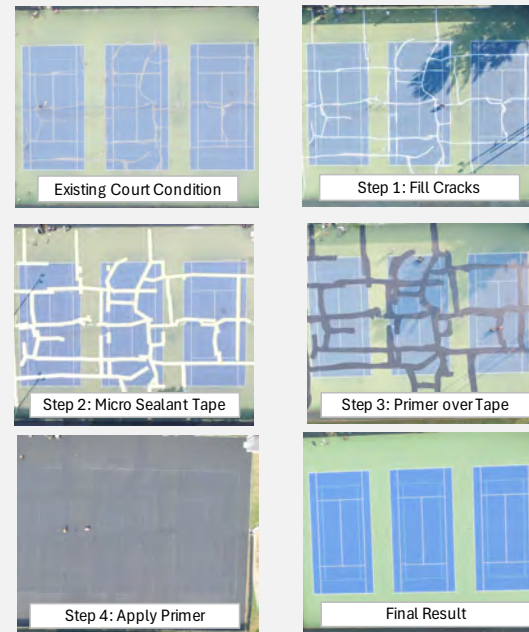 Existing Court Condition
Step 1: Fill Cracks
Step 2: Micro Sealant Tape
Step 3: Primer over Tape
Step 4: Apply Primer
Final Result